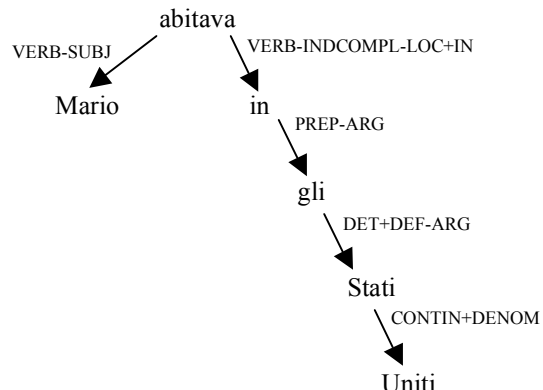 abitava
VERB-SUBJ
VERB-INDCOMPL-LOC+IN
Mario
in
PREP-ARG
gli
DET+DEF-ARG
Stati
CONTIN+DENOM
Uniti